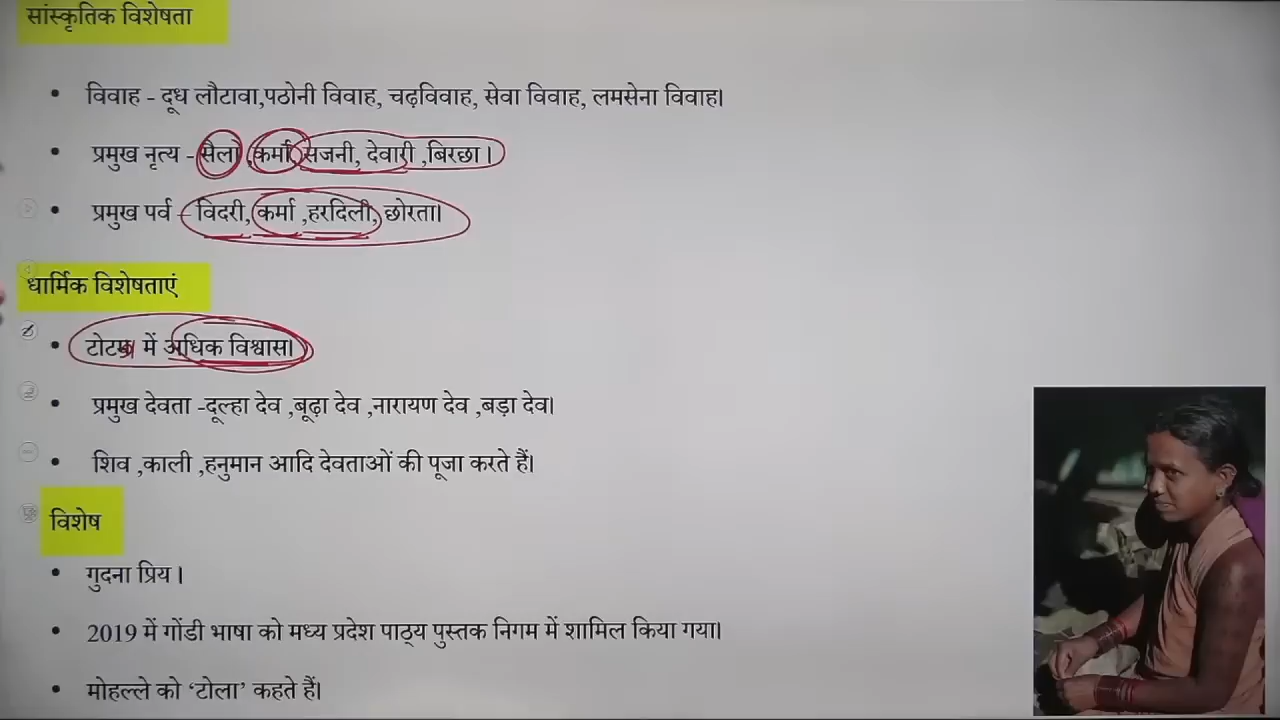 सांस्कृतिक विशेषता
• विवाह - दूध लौटावा,पठोनी विवाह, चढ़विवाह, सेवा विवाह, लमसेना विवाह।
• प्रमुख नृत्य - सैला ,कर्मा, सजनी, देवारी ,बिरछा ।
• प्रमुख पर्व – विदरी, कर्मा ,हरदिली, छोरता।
धार्मिक विशेषताएं
• टोटम में अधिक विश्वास।
• प्रमुख देवता -दूल्हा देव ,बूढ़ा देव ,नारायण देव ,बड़ा देव।
• शिव ,काली ,हनुमान आदि देवताओं की पूजा करते हैं।
विशेष
• गुदना प्रिय ।
• 2019 में गोंडी भाषा को मध्य प्रदेश पाठ्य पुस्तक निगम में शामिल किया गया।
• मोहल्ले को ‘टोला’ कहते हैं।